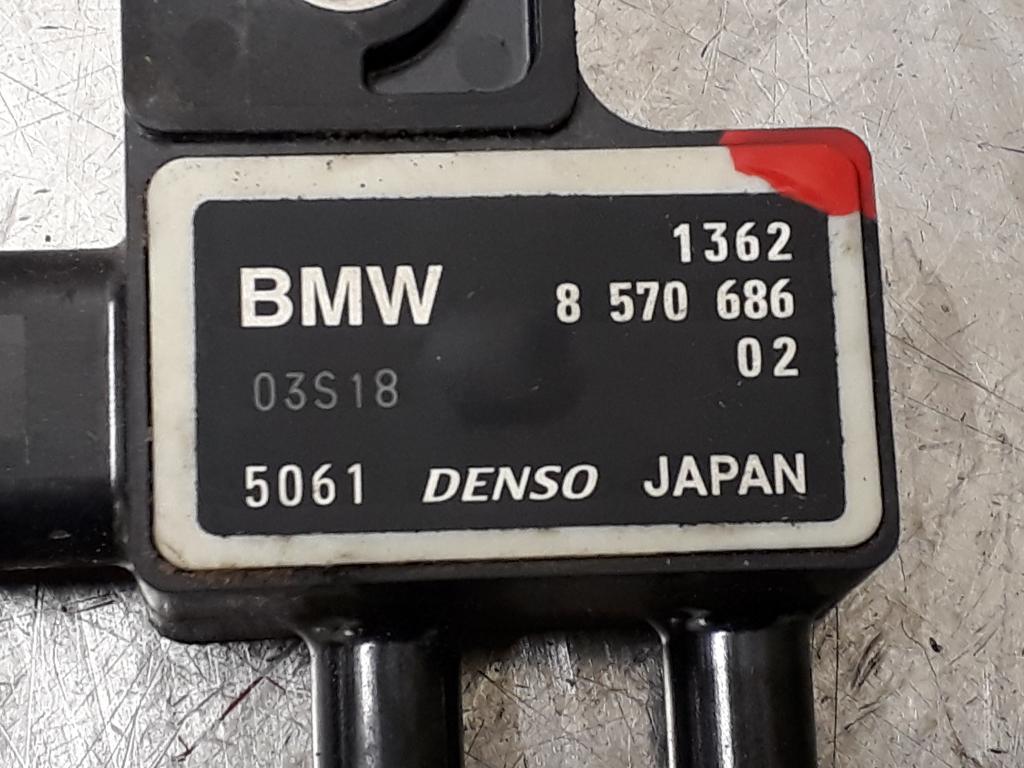 1362
BMW 8 570 686
02
03S18
5061 DENSO JAPAN